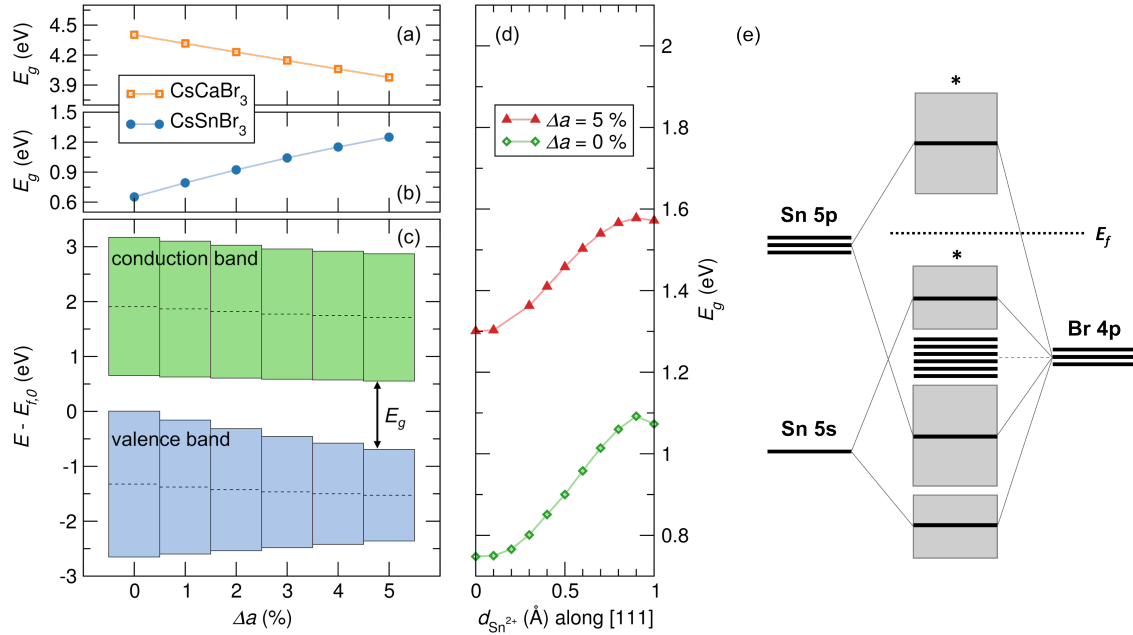 (a)
E_g (eV)
4.5
4.2
3.9
CsCaBr₃
CsSnBr₃
(b)
E_g (eV)
1.5
1.2
0.9
0.6
(c)
E - E_f,0 (eV)
3
2
1
0
-1
-2
-3
conduction band
valence band
E_g
0 1 2 3 4 5
Δa (%)
(d)
Δa = 5 %
Δa = 0 %
2
1.8
1.6
1.4
1.2
1
0.8
E_g (eV)
0 0.5 1
d_Sn²⁺ (Å) along [111]
(e)
*
Sn 5p
E_f
*
Br 4p
Sn 5s